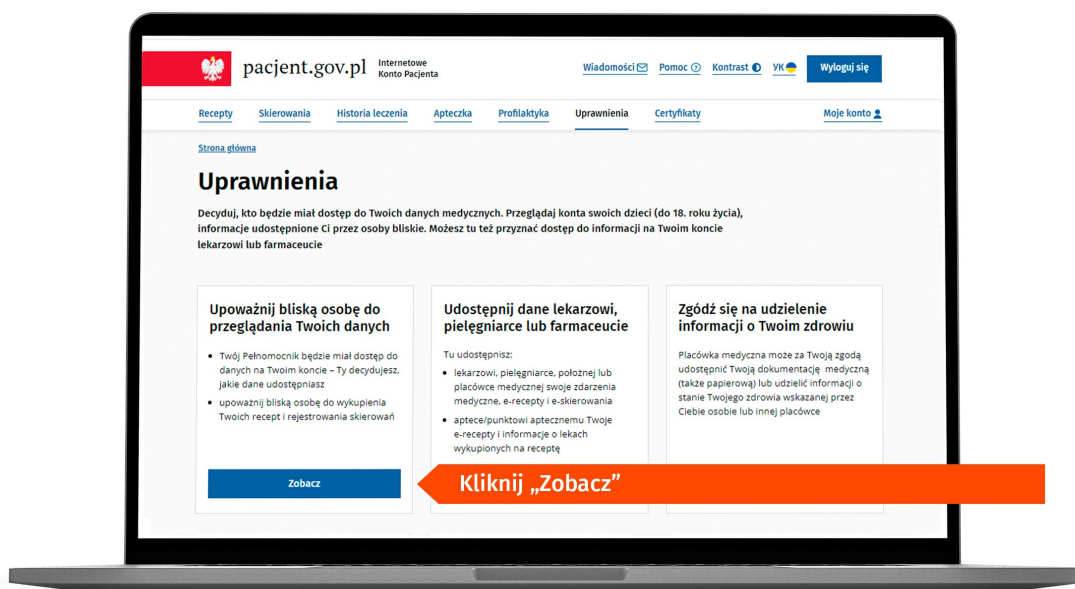 pacjent.gov.pl
Internetowe
Konto Pacjenta
Wiadomości
Pomoc
Kontrast
УК
Wyloguj się
Recepty
Skierowania
Historia leczenia
Apteczka
Profilaktyka
Uprawnienia
Certyfikaty
Moje konto
Strona główna
Uprawnienia
Decyduj, kto będzie miał dostęp do Twoich danych medycznych. Przeglądaj konta swoich dzieci (do 18. roku życia),
informacje udostępnione Ci przez osoby bliskie. Możesz tu też przyznać dostęp do informacji na Twoim koncie
lekarzowi lub farmaceucie
Upoważnij bliską osobę do
przeglądania Twoich danych
• Twój Pełnomocnik będzie miał dostęp do
danych na Twoim koncie – Ty decydujesz,
jakie dane udostępniasz
• upoważnij bliską osobę do wykupienia
Twoich recept i rejestrowania skierowań
Zobacz
Udostępnij dane lekarzowi,
pielęgniarce lub farmaceucie
Tu udostępnisz:
• lekarzowi, pielęgniarce, położnej lub
placówce medycznej swoje zdarzenia
medyczne, e-recepty i e-skierowania
• aptece/punktowi aptecznemu Twoje
e-recepty i informacje o lekach
wykupionych na receptę
Zgódź się na udzielenie
informacji o Twoim zdrowiu
Placówka medyczna może za Twoją zgodą
udostępnić Twoją dokumentację medyczną
(także papierową) lub udzielić informacji o
stanie Twojego zdrowia wskazanej przez
Ciebie osobie lub innej placówce
Kliknij „Zobacz”